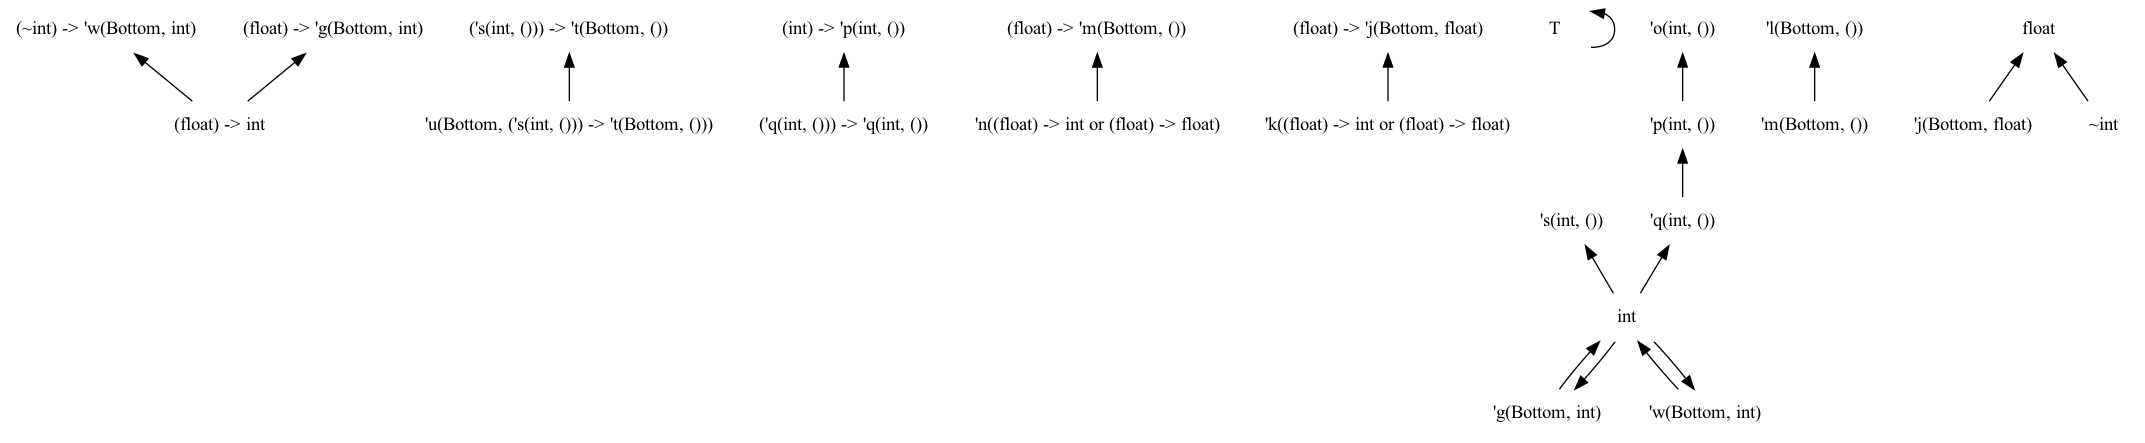 (~int) -> 'w(Bottom, int) (float) -> 'g(Bottom, int) ('s(int, ())) -> 't(Bottom, ()) (int) -> 'p(int, ()) (float) -> 'm(Bottom, ()) (float) -> 'j(Bottom, float) T 'o(int, ()) 'l(Bottom, ()) float
(float) -> int 'u(Bottom, ('s(int, ())) -> 't(Bottom, ())) ('q(int, ())) -> 'q(int, ()) 'n((float) -> int or (float) -> float) 'k((float) -> int or (float) -> float) 'p(int, ()) 'm(Bottom, ()) 'j(Bottom, float) ~int
's(int, ()) 'q(int, ())
int
'g(Bottom, int) 'w(Bottom, int)